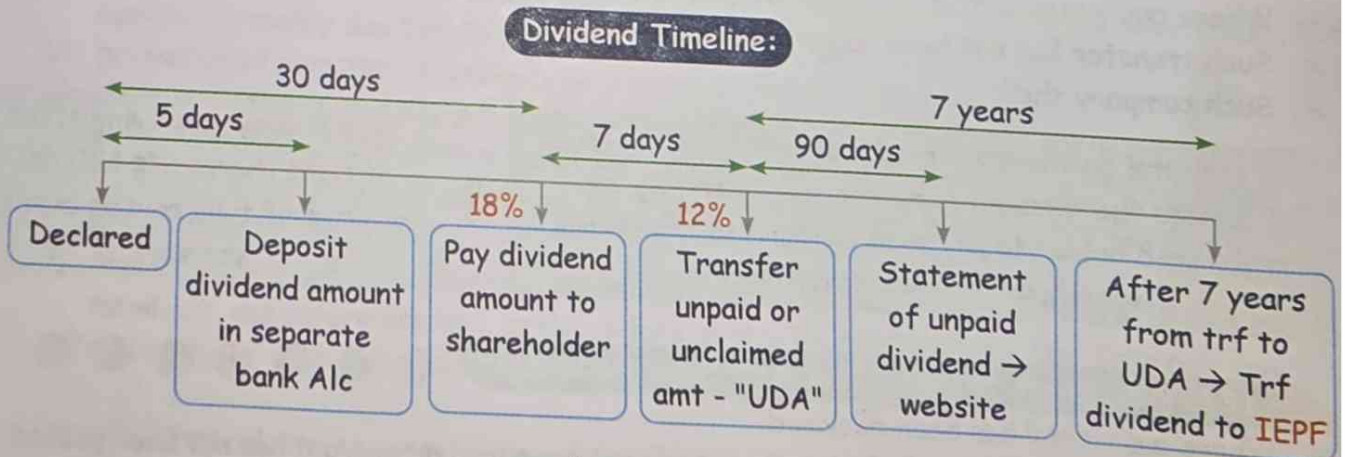 Dividend Timeline:
30 days
5 days
7 days
7 years
90 days
18%
12%
Declared
Deposit
dividend amount
in separate
bank Alc
Pay dividend
amount to
shareholder
Transfer
unpaid or
unclaimed
amt - "UDA"
Statement
of unpaid
dividend →
website
After 7 years
from trf to
UDA → Trf
dividend to IEPF